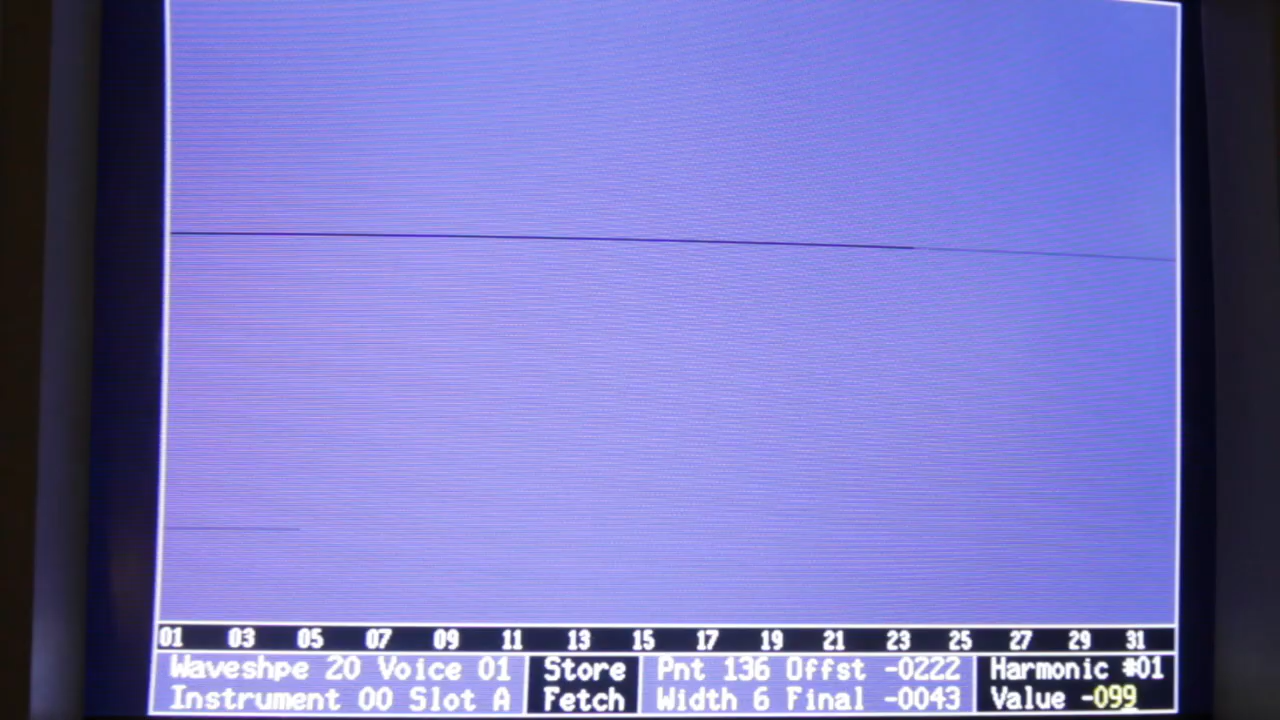 01 03 05 07 09 11 13 15 17 19 21 23 25 27 29 31
Waveshpe 20 Voice 01 Store Pnt 136 Offst -0222 Harmonic #01
Instrument 00 Slot A Fetch Width 6 Final -0043 Value -099